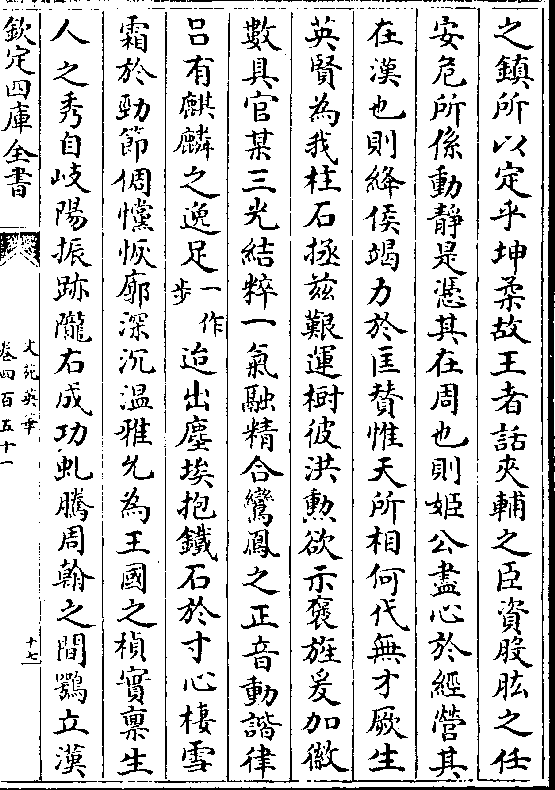 之鎮所以定乎坤柔故王者話夾輔之臣資股肱之任
安危所係動靜是憑其在周也則姬公盡心於經營其
在漢也則絳侯竭力於匡賛惟天所相何代無才厥生
英賢為我柱石拯兹艱運樹彼洪勲欲示褒旌爰加徽
數具官某三光結粹一氣融精合鸞鳳之正音動諧律
吕有麒麟之逸足一作步迨出塵埃抱鐵石於寸心棲雪
霜於勁節倜儻恢廓深沉温雅允為王國之楨實禀生
人之秀自岐陽振跡隴右成功虬騰周翰之間鶚立漢
欽定四庫全書
文苑英華
卷四百五十一
十七